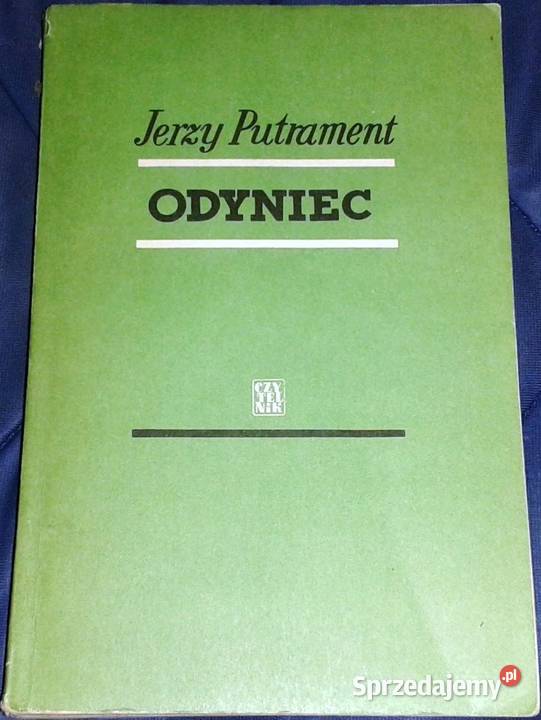 Jerzy Putrament
ODYNIEC
CZY
TEL
NIK
Sprzedajemy.pl